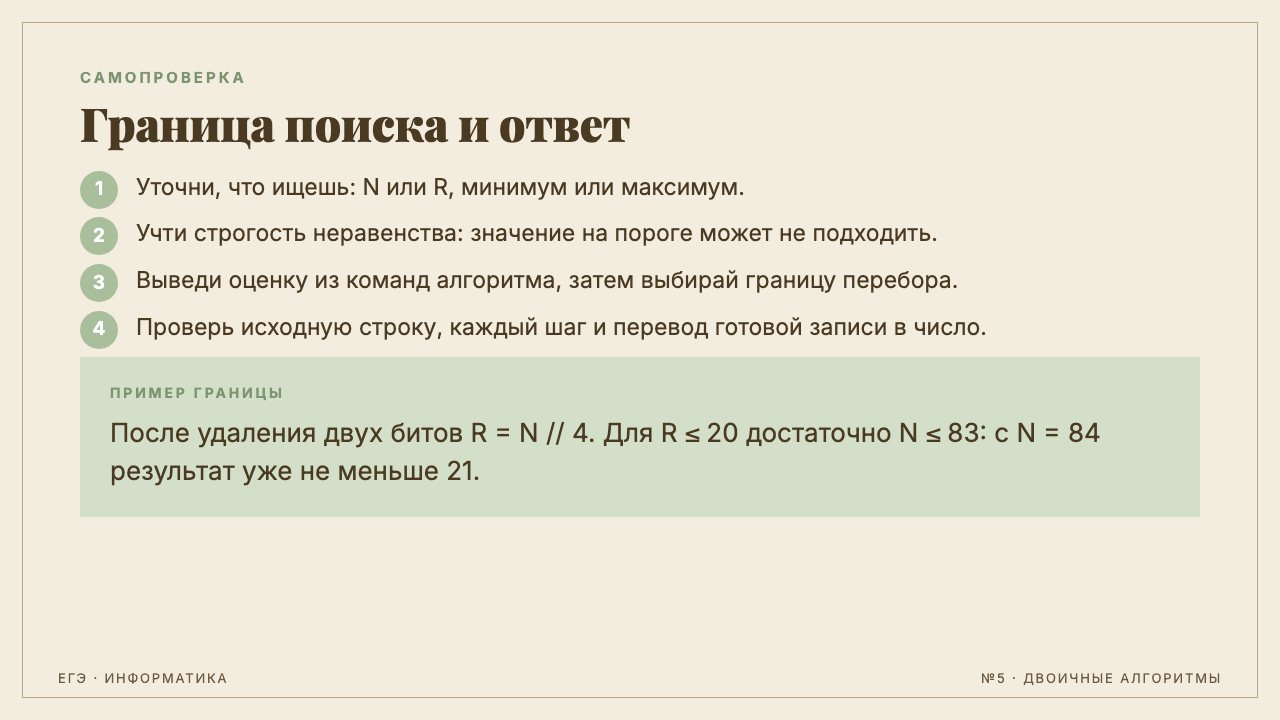 САМОПРОВЕРКА
Граница поиска и ответ
1 Уточни, что ищешь: N или R, минимум или максимум.
2 Учти строгость неравенства: значение на пороге может не подходить.
3 Выведи оценку из команд алгоритма, затем выбирай границу перебора.
4 Проверь исходную строку, каждый шаг и перевод готовой записи в число.
ПРИМЕР ГРАНИЦЫ
После удаления двух битов R = N // 4. Для R ≤ 20 достаточно N ≤ 83: с N = 84
результат уже не меньше 21.
ЕГЭ · ИНФОРМАТИКА
№5 · ДВОИЧНЫЕ АЛГОРИТМЫ